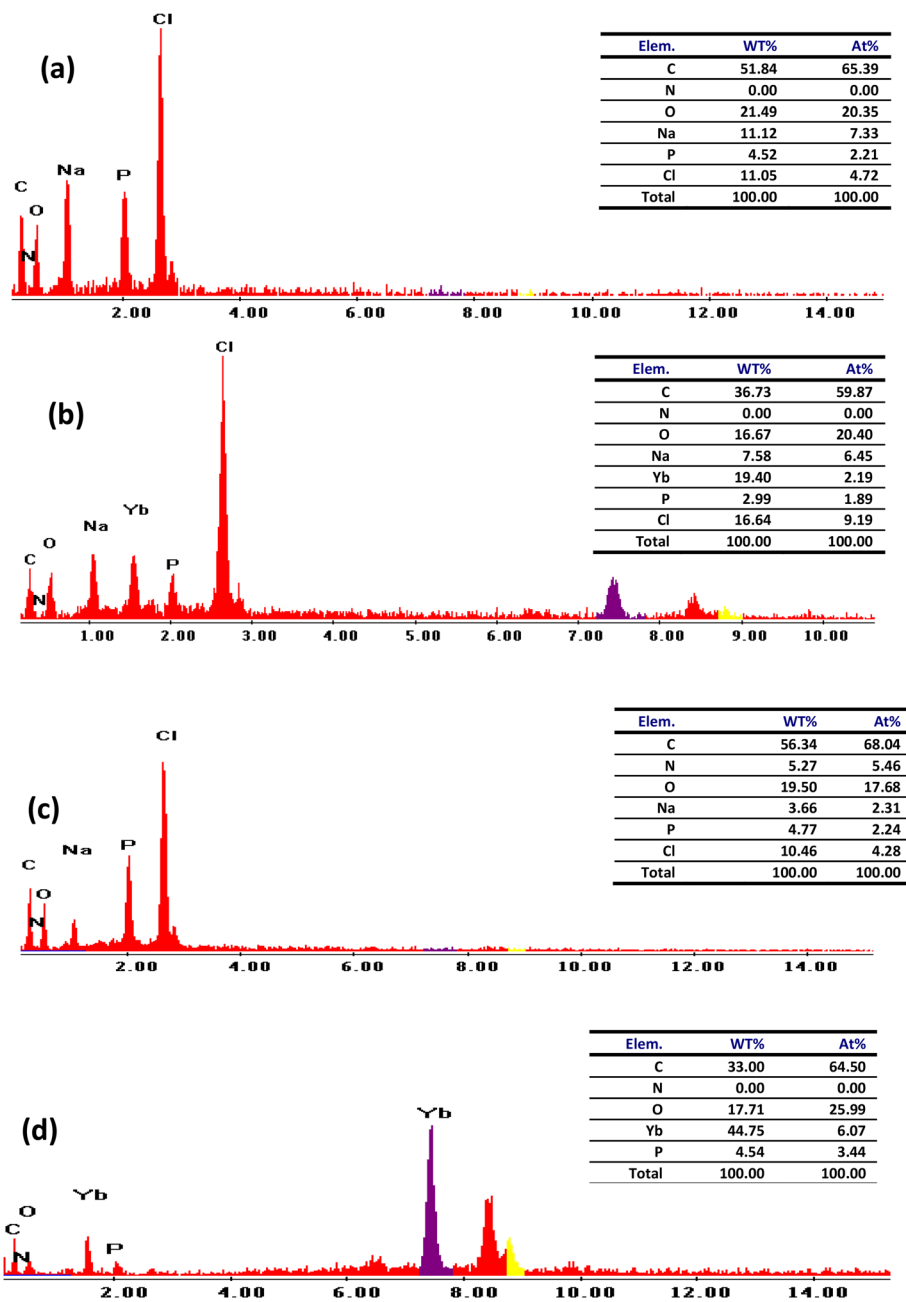 Cl
(a)
Elem. WT% At%
C 51.84 65.39
N 0.00 0.00
O 21.49 20.35
Na 11.12 7.33
P 4.52 2.21
Cl 11.05 4.72
Total 100.00 100.00
Na
P
C
O
N
2.00 4.00 6.00 8.00 10.00 12.00 14.00
Cl
(b)
Elem. WT% At%
C 36.73 59.87
N 0.00 0.00
O 16.67 20.40
Na 7.58 6.45
Yb 19.40 2.19
P 2.99 1.89
Cl 16.64 9.19
Total 100.00 100.00
Yb
Na
O
C
P
N
1.00 2.00 3.00 4.00 5.00 6.00 7.00 8.00 9.00 10.00
Cl
(c)
Elem. WT% At%
C 56.34 68.04
N 5.27 5.46
O 19.50 17.68
Na 3.66 2.31
P 4.77 2.24
Cl 10.46 4.28
Total 100.00 100.00
Na P
C
O
N
2.00 4.00 6.00 8.00 10.00 12.00 14.00
(d)
Elem. WT% At%
C 33.00 64.50
N 0.00 0.00
O 17.71 25.99
Yb 44.75 6.07
P 4.54 3.44
Total 100.00 100.00
Yb
Yb
O
C
P
N
2.00 4.00 6.00 8.00 10.00 12.00 14.00